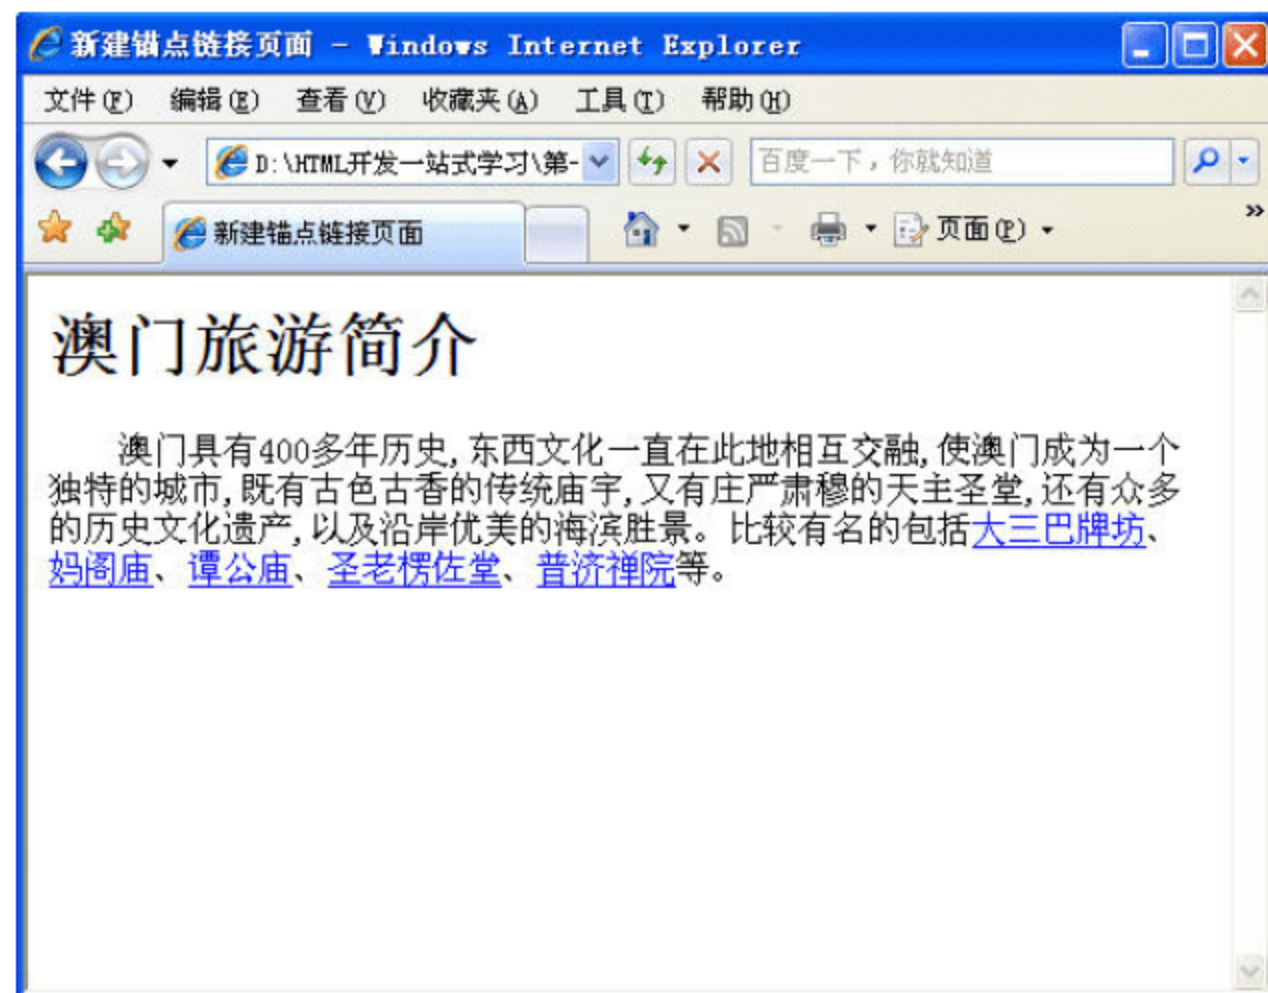 新建锚点链接页面 - Windows Internet Explorer
文件(F) 编辑(E) 查看(V) 收藏夹(A) 工具(T) 帮助(H)
D:\HTML开发一站式学习\第一 百度一下，你就知道
新建锚点链接页面 页面(P) »
澳门旅游简介
澳门具有400多年历史,东西文化一直在此地相互交融,使澳门成为一个
独特的城市,既有古色古香的传统庙宇,又有庄严肃穆的天主圣堂,还有众多
的历史文化遗产,以及沿岸优美的海滨胜景。比较有名的包括大三巴牌坊、
妈阁庙、谭公庙、圣老楞佐堂、普济禅院等。